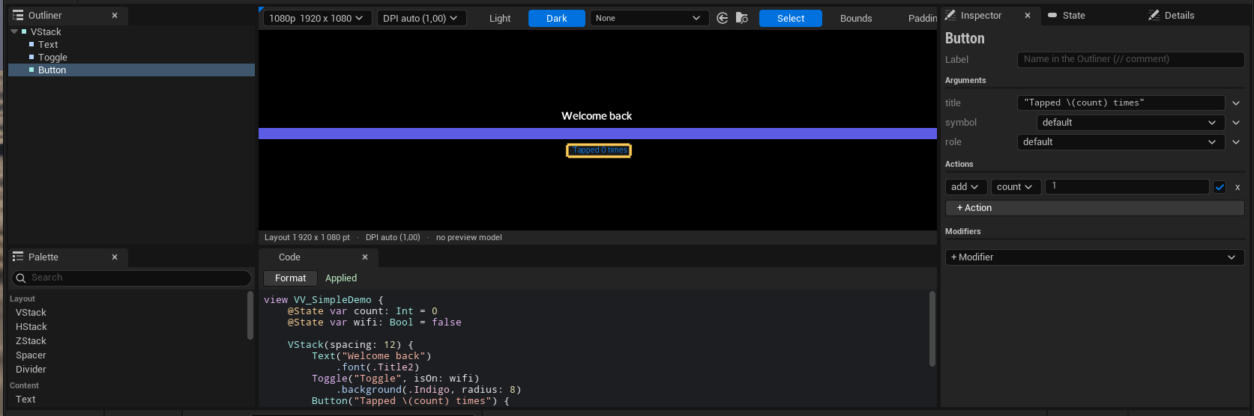 Outliner
VStack
Text
Toggle
Button
Palette
Search
Layout
VStack
HStack
ZStack
Spacer
Divider
Content
Text
1080p 1920 x 1080
DPI auto (1,00)
Light
Dark
None
Select
Bounds
Paddin
Welcome back
Tapped 0 times
Layout 1 920 x 1 080 pt · DPI auto (1,00) · no preview model
Code
Format
Applied
view VV_SimpleDemo {
@State var count: Int = 0
@State var wifi: Bool = false
VStack(spacing: 12) {
Text("Welcome back")
.font(.Title2)
Toggle("Toggle", isOn: wifi)
.background(.Indigo, radius: 8)
Button("Tapped \(count) times") {
Inspector
State
Details
Button
Label
Name in the Outliner (// comment)
Arguments
title
"Tapped \(count) times"
symbol
default
role
default
Actions
add
count
1
x
+ Action
Modifiers
+ Modifier